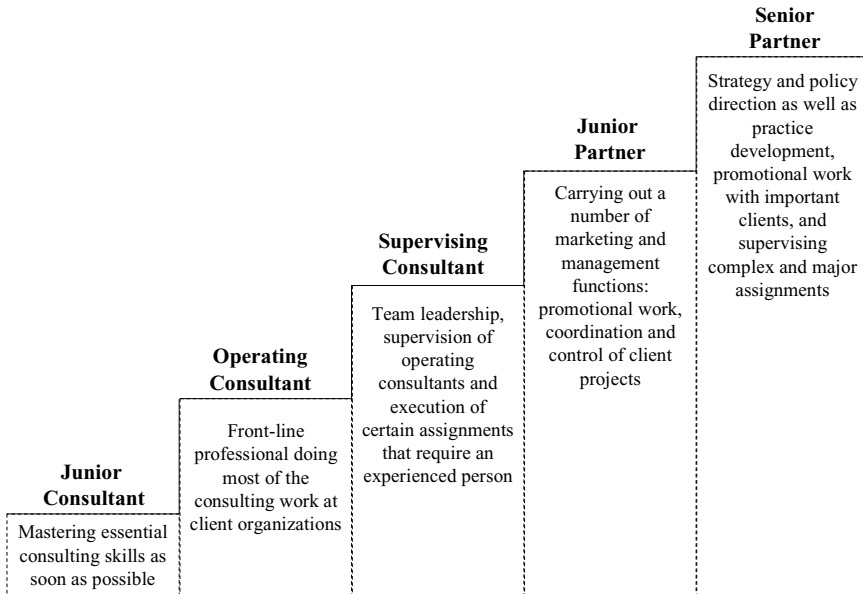 Junior
Consultant
Mastering essential
consulting skills as
soon as possible
Operating
Consultant
Front-line
professional doing
most of the
consulting work at
client organizations
Supervising
Consultant
Team leadership,
supervision of
operating
consultants and
execution of
certain assignments
that require an
experienced person
Junior
Partner
Carrying out a
number of
marketing and
management
functions:
promotional work,
coordination and
control of client
projects
Senior
Partner
Strategy and policy
direction as well as
practice
development,
promotional work
with important
clients, and
supervising
complex and major
assignments